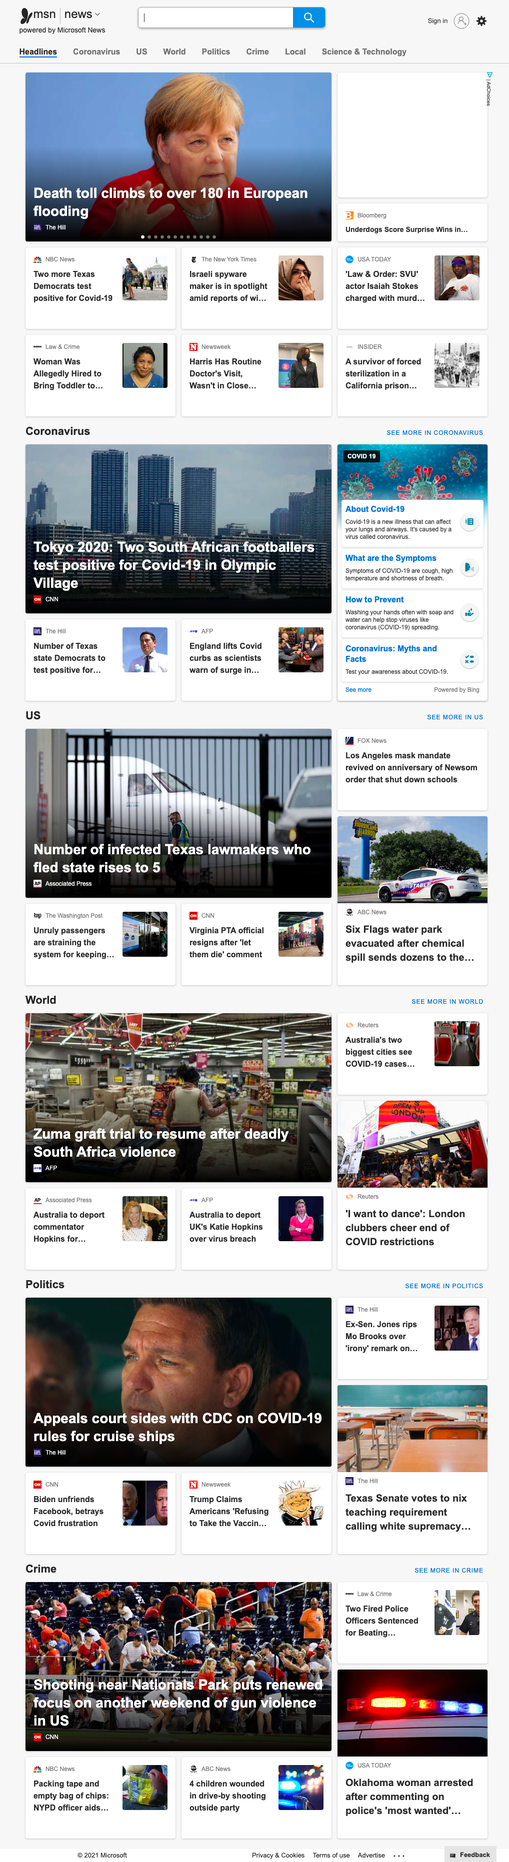 msn | news
powered by Microsoft News
Sign in
Headlines Coronavirus US World Politics Crime Local Science & Technology
Death toll climbs to over 180 in European
flooding
The Hill
AdChoices
Bloomberg
Underdogs Score Surprise Wins in...
NBC News
Two more Texas
Democrats test
positive for Covid-19
The New York Times
Israeli spyware
maker is in spotlight
amid reports of wi...
USA TODAY
'Law & Order: SVU'
actor Isaiah Stokes
charged with murd...
Law & Crime
Woman Was
Allegedly Hired to
Bring Toddler to...
Newsweek
Harris Has Routine
Doctor's Visit,
Wasn't in Close...
INSIDER
A survivor of forced
sterilization in a
California prison...
Coronavirus
SEE MORE IN CORONAVIRUS
Tokyo 2020: Two South African footballers
test positive for Covid-19 in Olympic
Village
CNN
COVID 19
About Covid-19
Covid-19 is a new illness that can affect
your lungs and airways. It's caused by a
virus called coronavirus.
What are the Symptoms
Symptoms of COVID-19 are cough, high
temperature and shortness of breath.
How to Prevent
Washing your hands often with soap and
water can help stop viruses like
coronavirus (COVID-19) spreading.
Coronavirus: Myths and
Facts
Test your awareness about COVID-19.
See more
Powered by Bing
The Hill
Number of Texas
state Democrats to
test positive for...
AFP
England lifts Covid
curbs as scientists
warn of surge in...
US
SEE MORE IN US
Number of infected Texas lawmakers who
fled state rises to 5
AP Associated Press
FOX News
Los Angeles mask mandate
revived on anniversary of Newsom
order that shut down schools
ABC News
Six Flags water park
evacuated after chemical
spill sends dozens to the...
wp The Washington Post
Unruly passengers
are straining the
system for keeping...
CNN
Virginia PTA official
resigns after 'let
them die' comment
World
SEE MORE IN WORLD
Zuma graft trial to resume after deadly
South Africa violence
AFP
Reuters
Australia's two
biggest cities see
COVID-19 cases...
OPEN UP
LONDON
Reuters
'I want to dance': London
clubbers cheer end of
COVID restrictions
AP Associated Press
Australia to deport
commentator
Hopkins for...
AFP
Australia to deport
UK's Katie Hopkins
over virus breach
Politics
SEE MORE IN POLITICS
Appeals court sides with CDC on COVID-19
rules for cruise ships
The Hill
The Hill
Ex-Sen. Jones rips
Mo Brooks over
'irony' remark on...
The Hill
Texas Senate votes to nix
teaching requirement
calling white supremacy...
CNN
Biden unfriends
Facebook, betrays
Covid frustration
Newsweek
Trump Claims
Americans 'Refusing
to Take the Vaccin...
Crime
SEE MORE IN CRIME
Shooting near Nationals Park puts renewed
focus on another weekend of gun violence
in US
CNN
Law & Crime
Two Fired Police
Officers Sentenced
for Beating...
USA TODAY
Oklahoma woman arrested
after commenting on
police's 'most wanted'...
NBC News
Packing tape and
empty bag of chips:
NYPD officer aids...
ABC News
4 children wounded
in drive-by shooting
outside party
© 2021 Microsoft
Privacy & Cookies Terms of use Advertise ...
Feedback